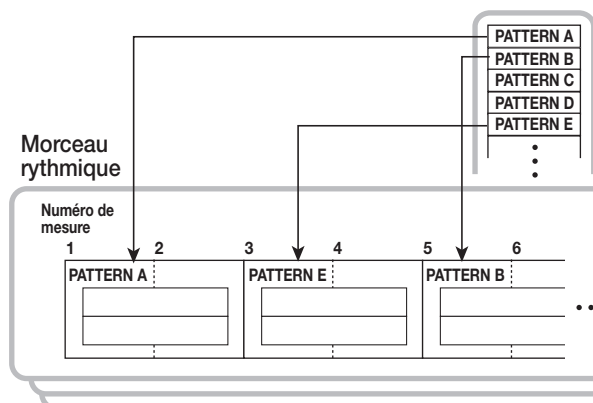 PATTERN A
PATTERN B
PATTERN C
PATTERN D
PATTERN E
Morceau
rythmique
Numéro de
mesure
1 2 3 4 5 6
PATTERN A PATTERN E PATTERN B